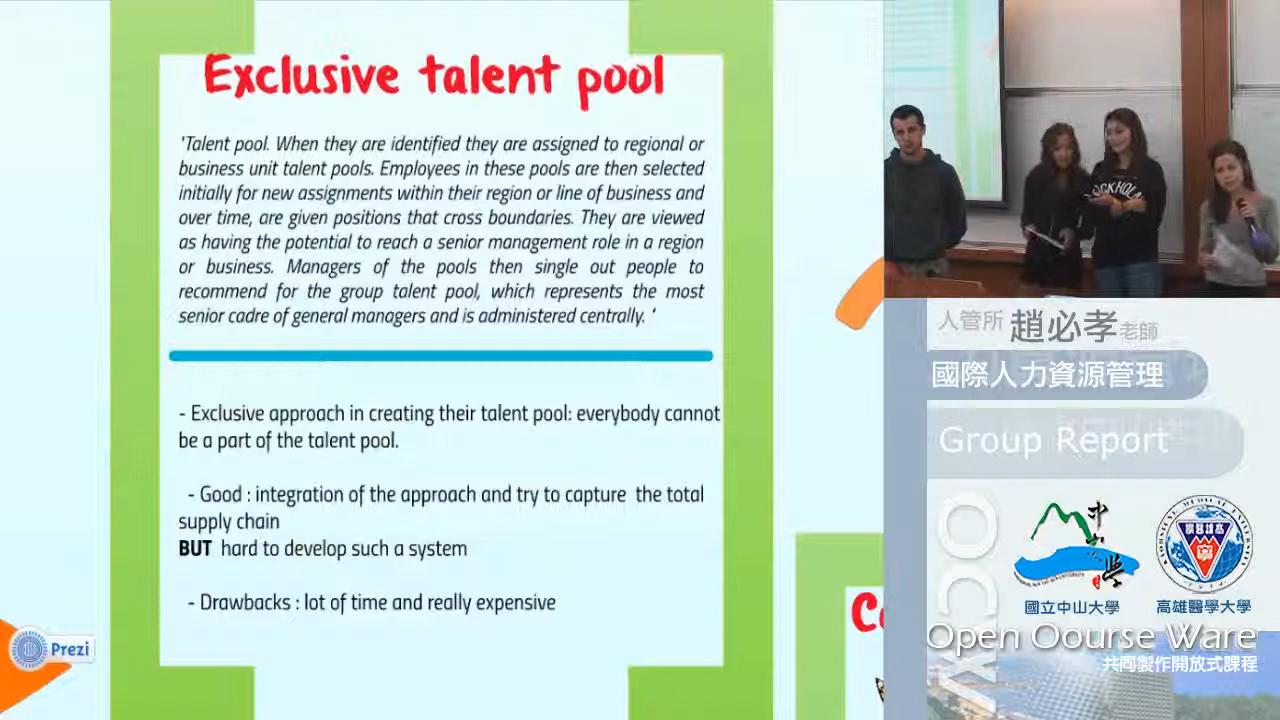 Exclusive talent pool
'Talent pool. When they are identified they are assigned to regional or
business unit talent pools. Employees in these pools are then selected
initially for new assignments within their region or line of business and
over time, are given positions that cross boundaries. They are viewed
as having the potential to reach a senior management role in a region
or business. Managers of the pools then single out people to
recommend for the group talent pool, which represents the most
senior cadre of general managers and is administered centrally. '
- Exclusive approach in creating their talent pool: everybody cannot
be a part of the talent pool.
- Good : integration of the approach and try to capture the total
supply chain
BUT hard to develop such a system
- Drawbacks : lot of time and really expensive
Prezi
人管所 趙必孝老師
國際人力資源管理
Group Report
OCW
國立中山大學
高雄醫學大學
Open Oourse Ware
共同製作開放式課程